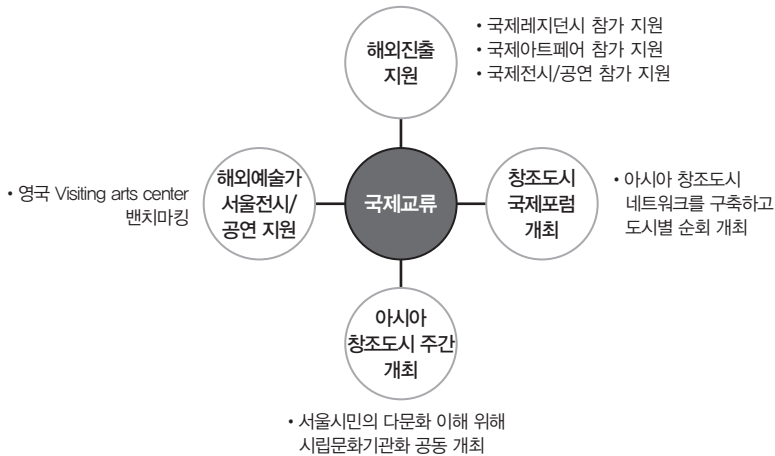 해외진출
지원
• 국제레지던시 참가 지원
• 국제아트페어 참가 지원
• 국제전시/공연 참가 지원
• 영국 Visiting arts center
밴치마킹
해외예술가
서울전시/
공연 지원
국제교류
창조도시
국제포럼
개최
• 아시아 창조도시
네트워크를 구축하고
도시별 순회 개최
아시아
창조도시 주간
개최
• 서울시민의 다문화 이해 위해
시립문화기관화 공동 개최